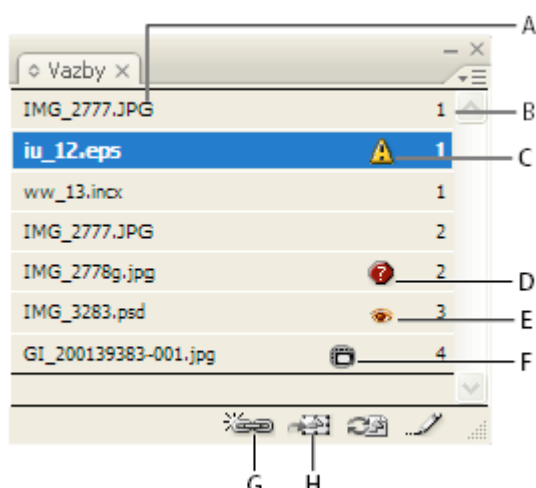 A
Vazby
IMG_2777.JPG 1 B
iu_12.eps 1 C
ww_13.incx 1
IMG_2777.JPG 2
IMG_2778g.jpg 2 D
IMG_3283.psd 3 E
GI_200139383-001.jpg 4 F
G H